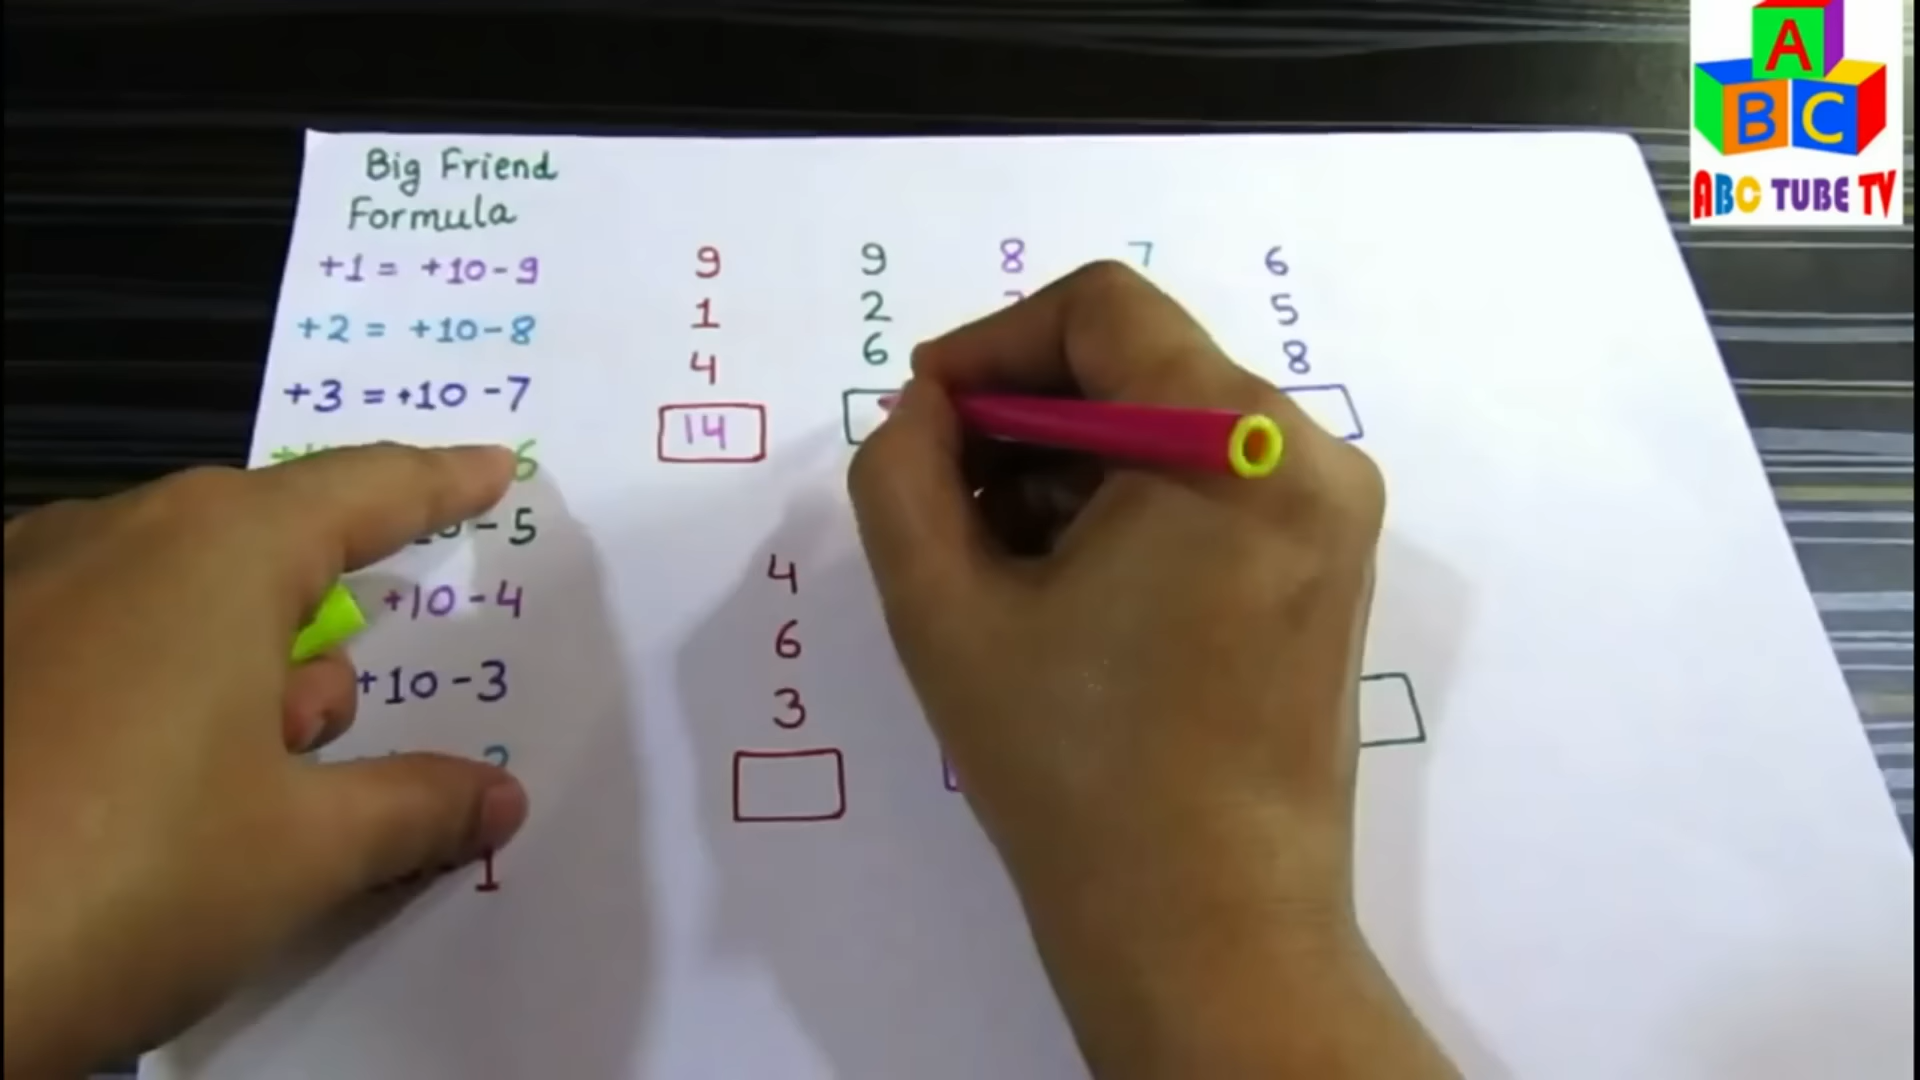 A
B C
ABC TUBE TV
Big Friend
Formula
+1 = +10-9
+2 = +10-8
+3 = +10 -7
6
- 5
+10 - 4
+10 - 3
1
9
1
4
14
9
2
6
8
7
6
5
8
4
6
3